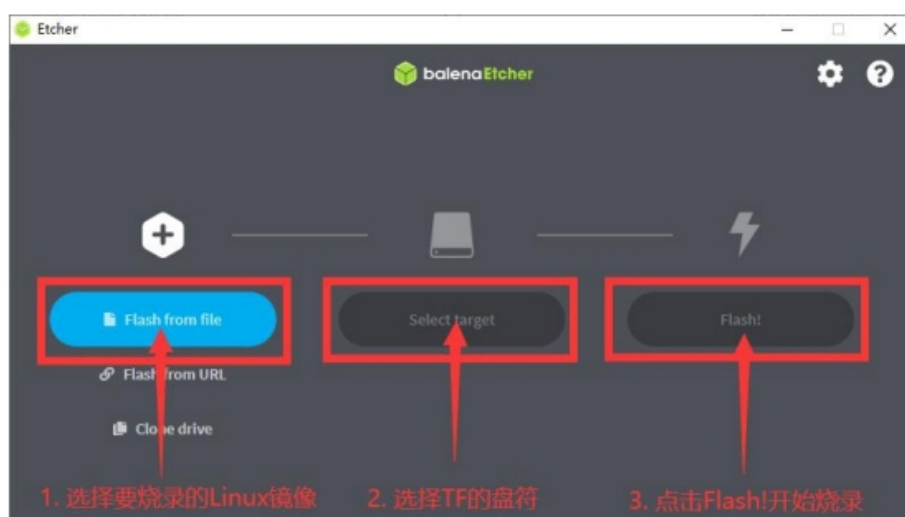 Etcher
balenaEtcher
Flash from file
Select target
Flash!
Flash from URL
Clone drive
1. 选择要烧录的Linux镜像
2. 选择TF的盘符
3. 点击Flash!开始烧录